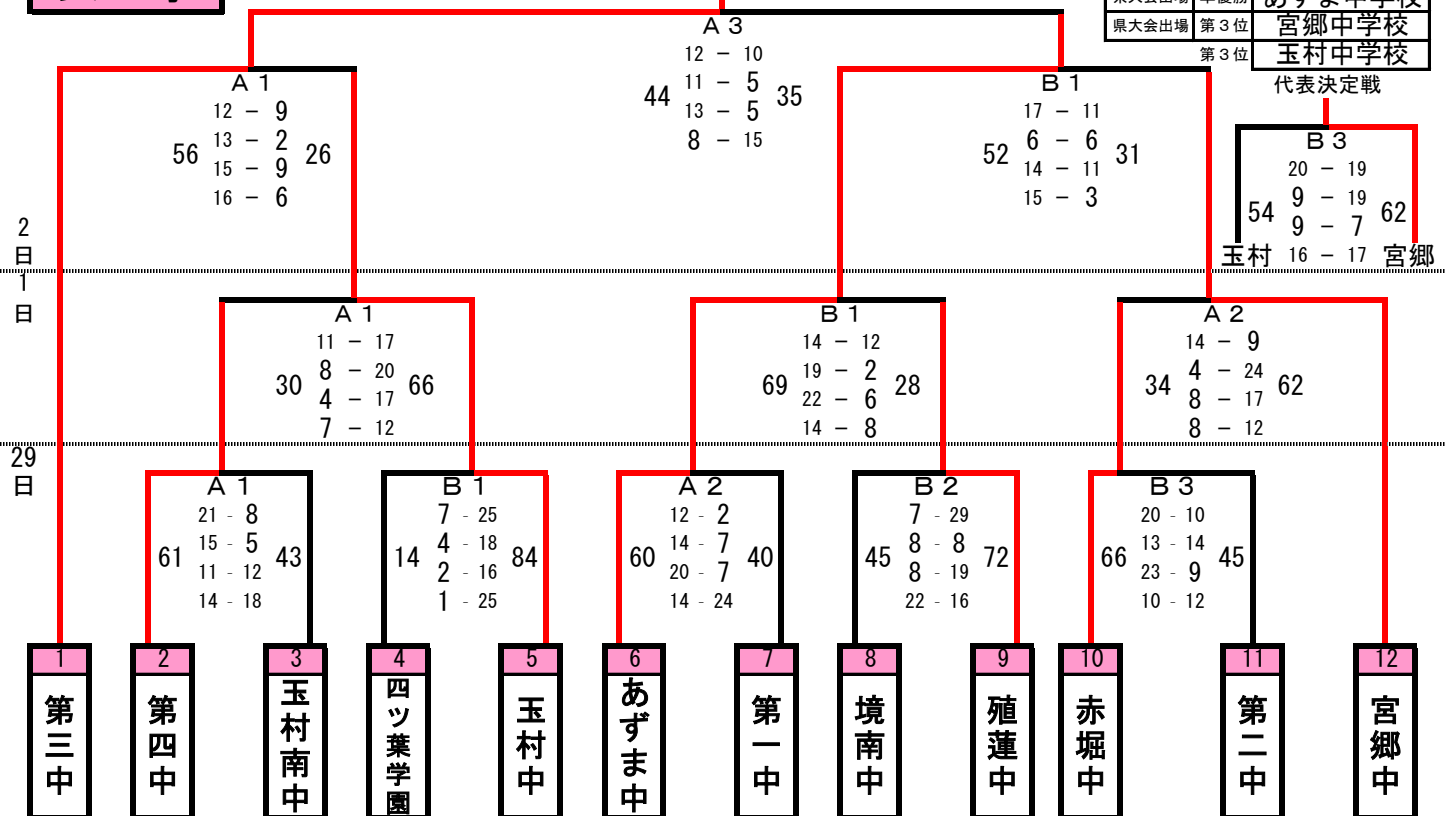 準優勝 あずま中学校
県大会出場 第3位 宮郷中学校
第3位 玉村中学校
代表決定戦
A3
12 - 10
11 - 5
13 - 5
8 - 15
44 35
A1
12 - 9
13 - 2
15 - 9
16 - 6
56 26
B1
17 - 11
6 - 6
14 - 11
15 - 3
52 31
B3
20 - 19
9 - 19
9 - 7
16 - 17
54 62
玉村 宮郷
2日
1日
A1
11 - 17
8 - 20
4 - 17
7 - 12
30 66
B1
14 - 12
19 - 2
22 - 6
14 - 8
69 28
A2
14 - 9
4 - 24
8 - 17
8 - 12
34 62
29日
A1
21 - 8
15 - 5
11 - 12
14 - 18
61 43
B1
7 - 25
4 - 18
2 - 16
1 - 25
14 84
A2
12 - 2
14 - 7
20 - 7
14 - 24
60 40
B2
7 - 29
8 - 8
8 - 19
22 - 16
45 72
B3
20 - 10
13 - 14
23 - 9
10 - 12
66 45
1 第三中
2 第四中
3 玉村南中
4 四ツ葉学園
5 玉村中
6 あずま中
7 第一中
8 境南中
9 殖蓮中
10 赤堀中
11 第二中
12 宮郷中